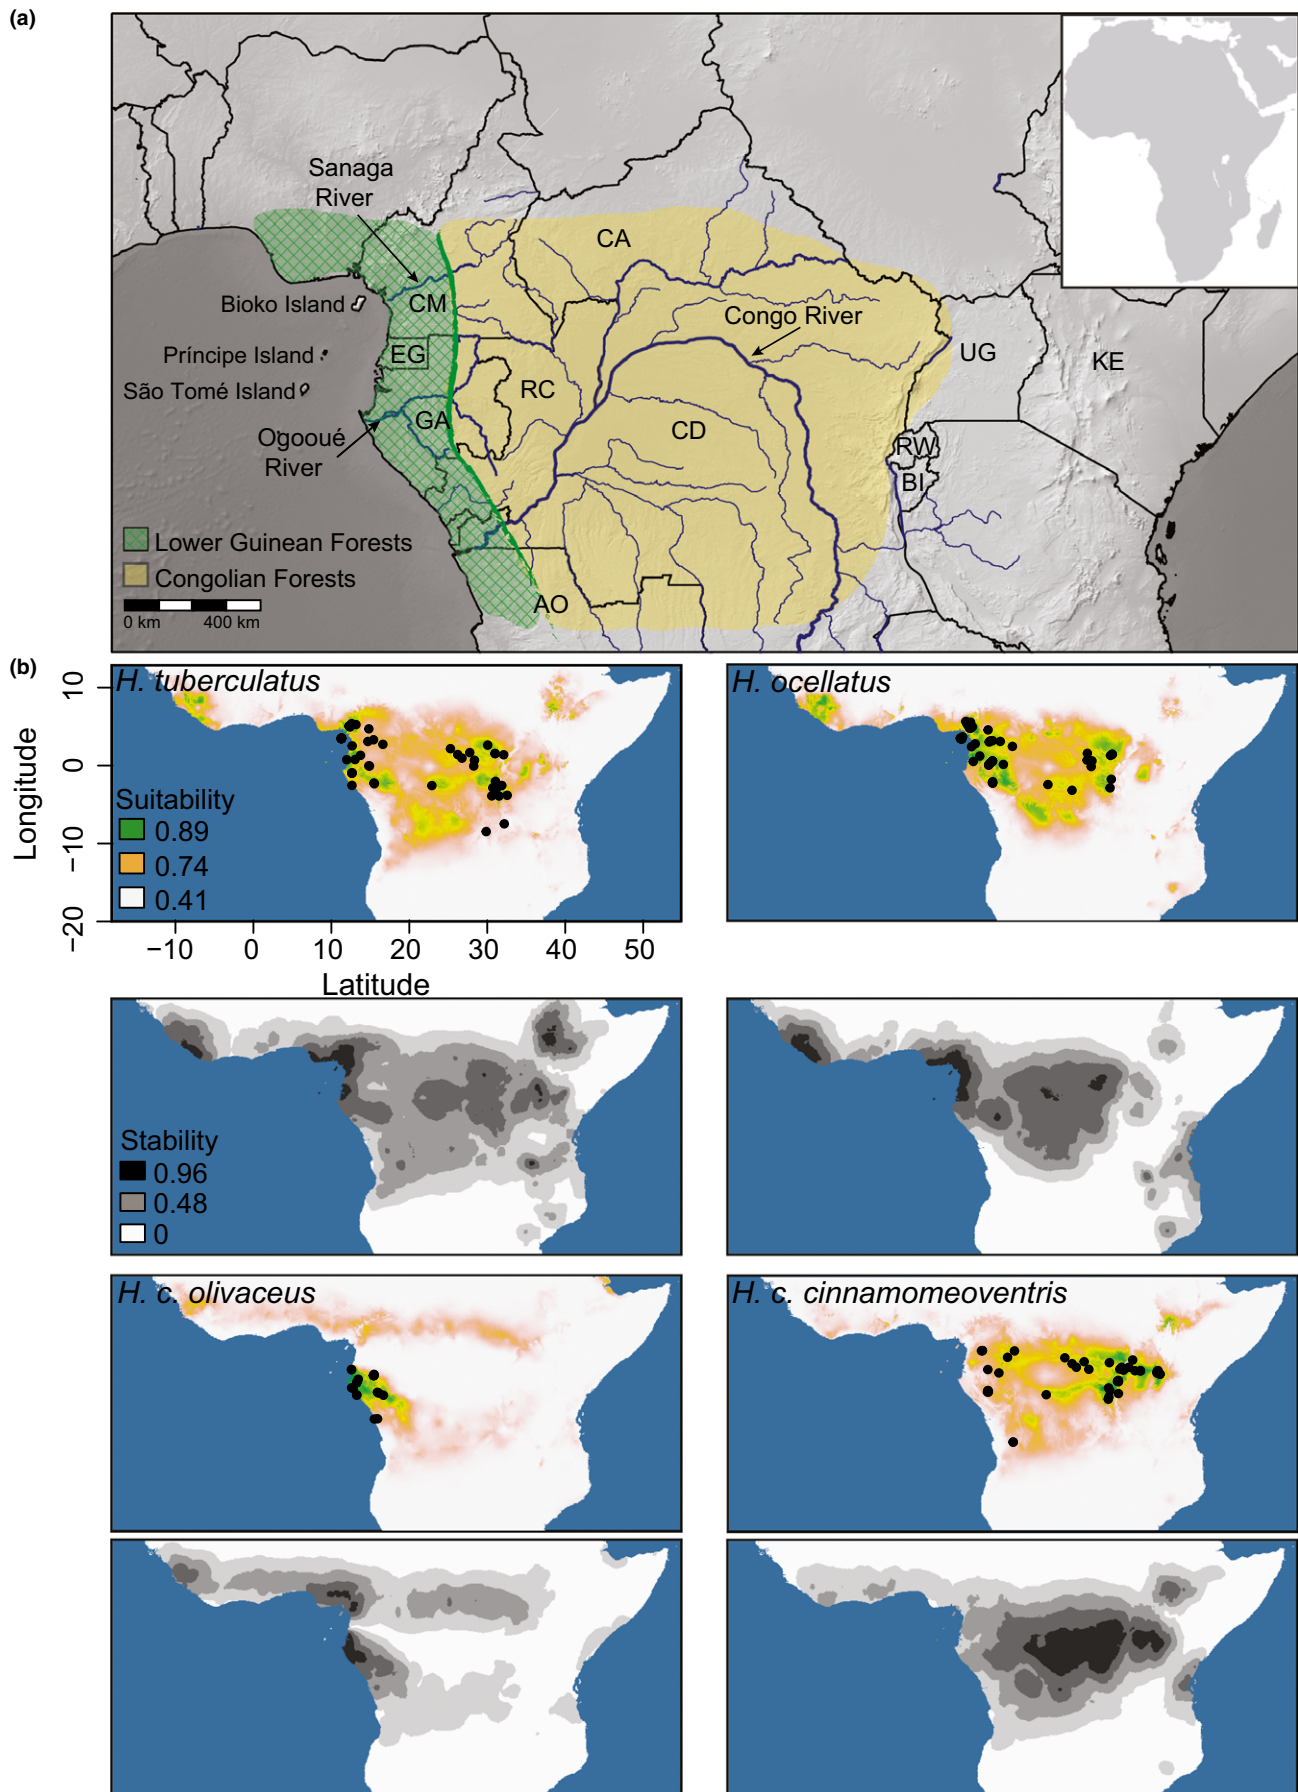 (a)
Sanaga
River
CA
Bioko Island
CM
Congo River
Príncipe Island
EG
UG
KE
São Tomé Island
RC
GA
CD
Ogooué
River
RW
BI
Lower Guinean Forests
Congolian Forests
AO
0 km 400 km
(b)
H. tuberculatus
H. ocellatus
10
0
−10
−20
Longitude
Suitability
0.89
0.74
0.41
−10 0 10 20 30 40 50
Latitude
Stability
0.96
0.48
0
H. c. olivaceus
H. c. cinnamomeoventris